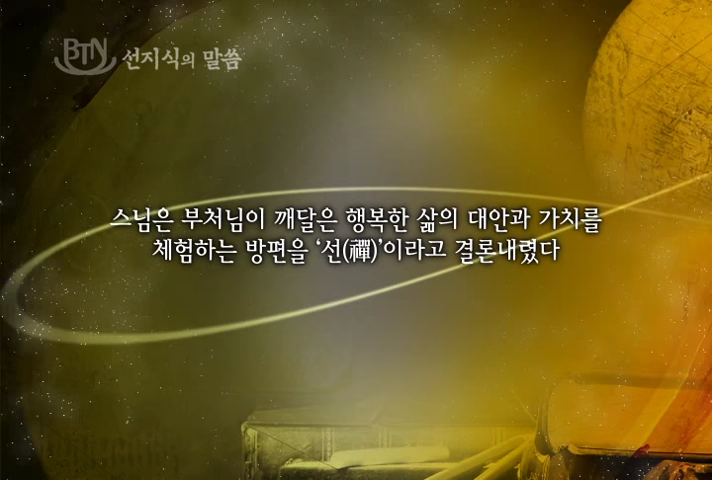 BTN 선지식의 말씀
스님은 부처님이 깨달은 행복한 삶의 대안과 가치를
체험하는 방편을 ‘선(禪)’이라고 결론내렸다